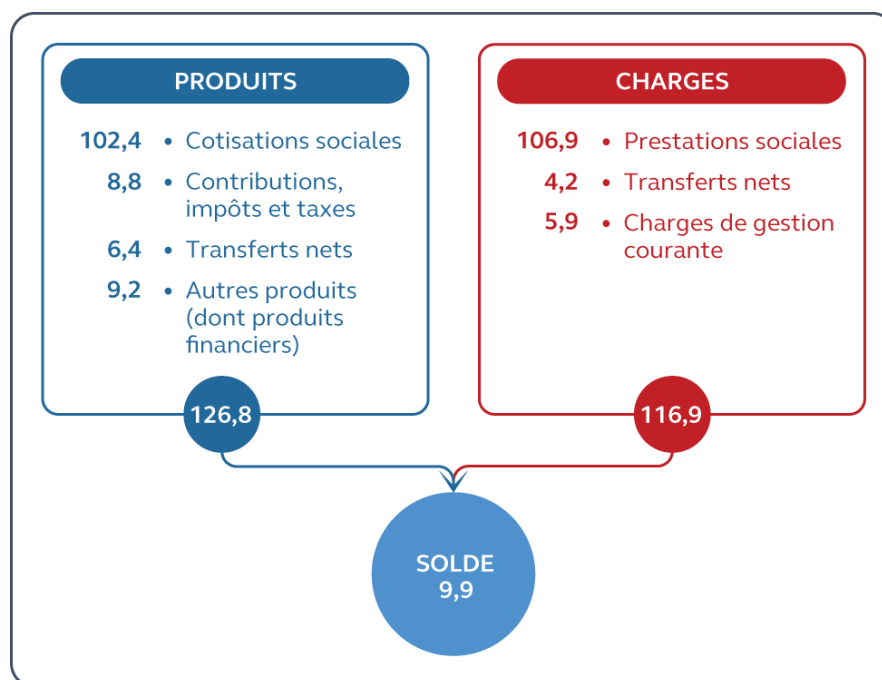 PRODUITS
102,4 • Cotisations sociales
8,8 • Contributions,
impôts et taxes
6,4 • Transferts nets
9,2 • Autres produits
(dont produits
financiers)
126,8
CHARGES
106,9 • Prestations sociales
4,2 • Transferts nets
5,9 • Charges de gestion
courante
116,9
SOLDE
9,9